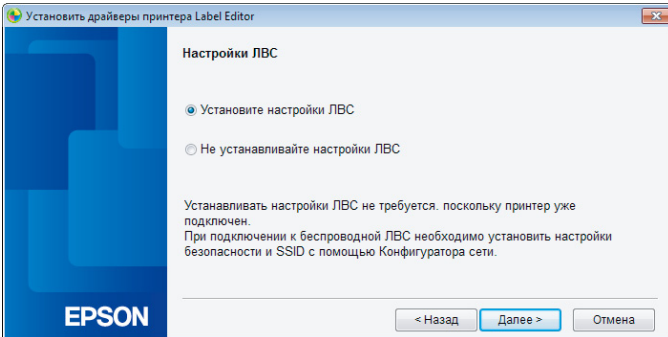 Установить драйверы принтера Label Editor
Настройки ЛВС
Установите настройки ЛВС
Не устанавливайте настройки ЛВС
Устанавливать настройки ЛВС не требуется. поскольку принтер уже
подключен.
При подключении к беспроводной ЛВС необходимо установить настройки
безопасности и SSID с помощью Конфигуратора сети.
EPSON
< Назад
Далее >
Отмена